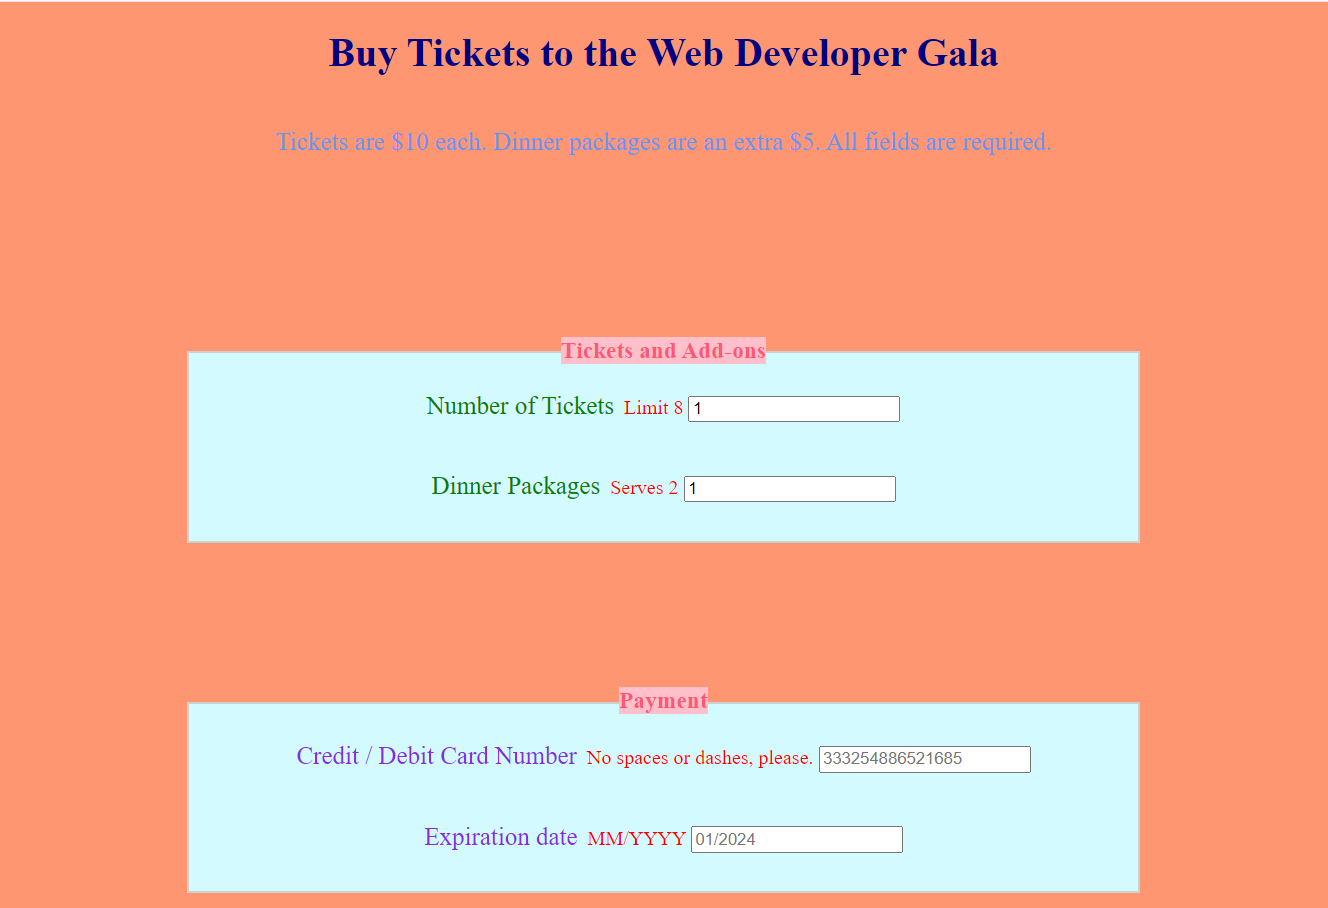 Buy Tickets to the Web Developer Gala
Tickets are $10 each. Dinner packages are an extra $5. All fields are required.
Tickets and Add-ons
Number of Tickets Limit 8 1
Dinner Packages Serves 2 1
Payment
Credit / Debit Card Number No spaces or dashes, please. 333254886521685
Expiration date MM/YYYY 01/2024